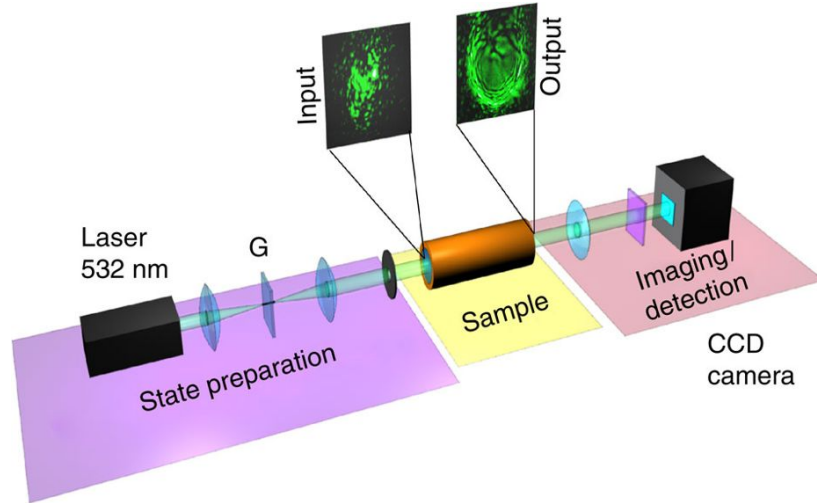 Input
Output
Laser
532 nm
G
State preparation
Sample
Imaging/
detection
CCD
camera